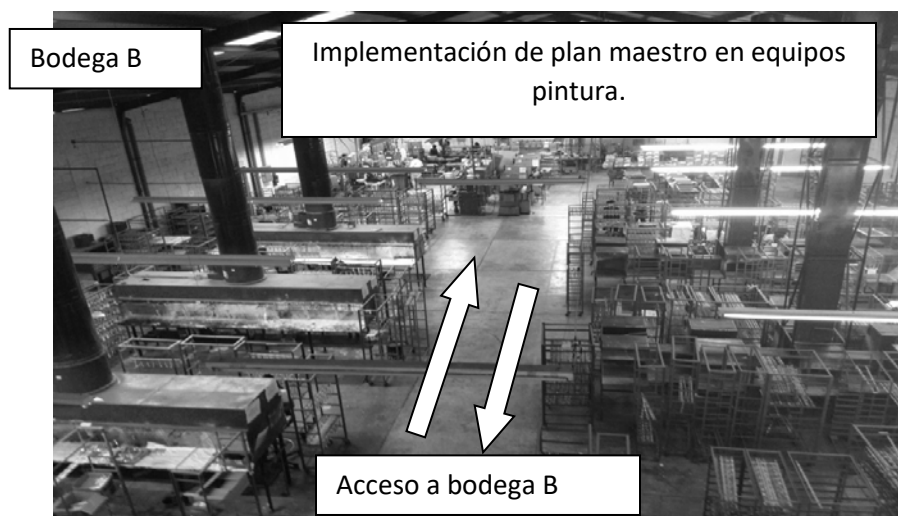 Bodega B
Implementación de plan maestro en equipos
pintura.
Acceso a bodega B